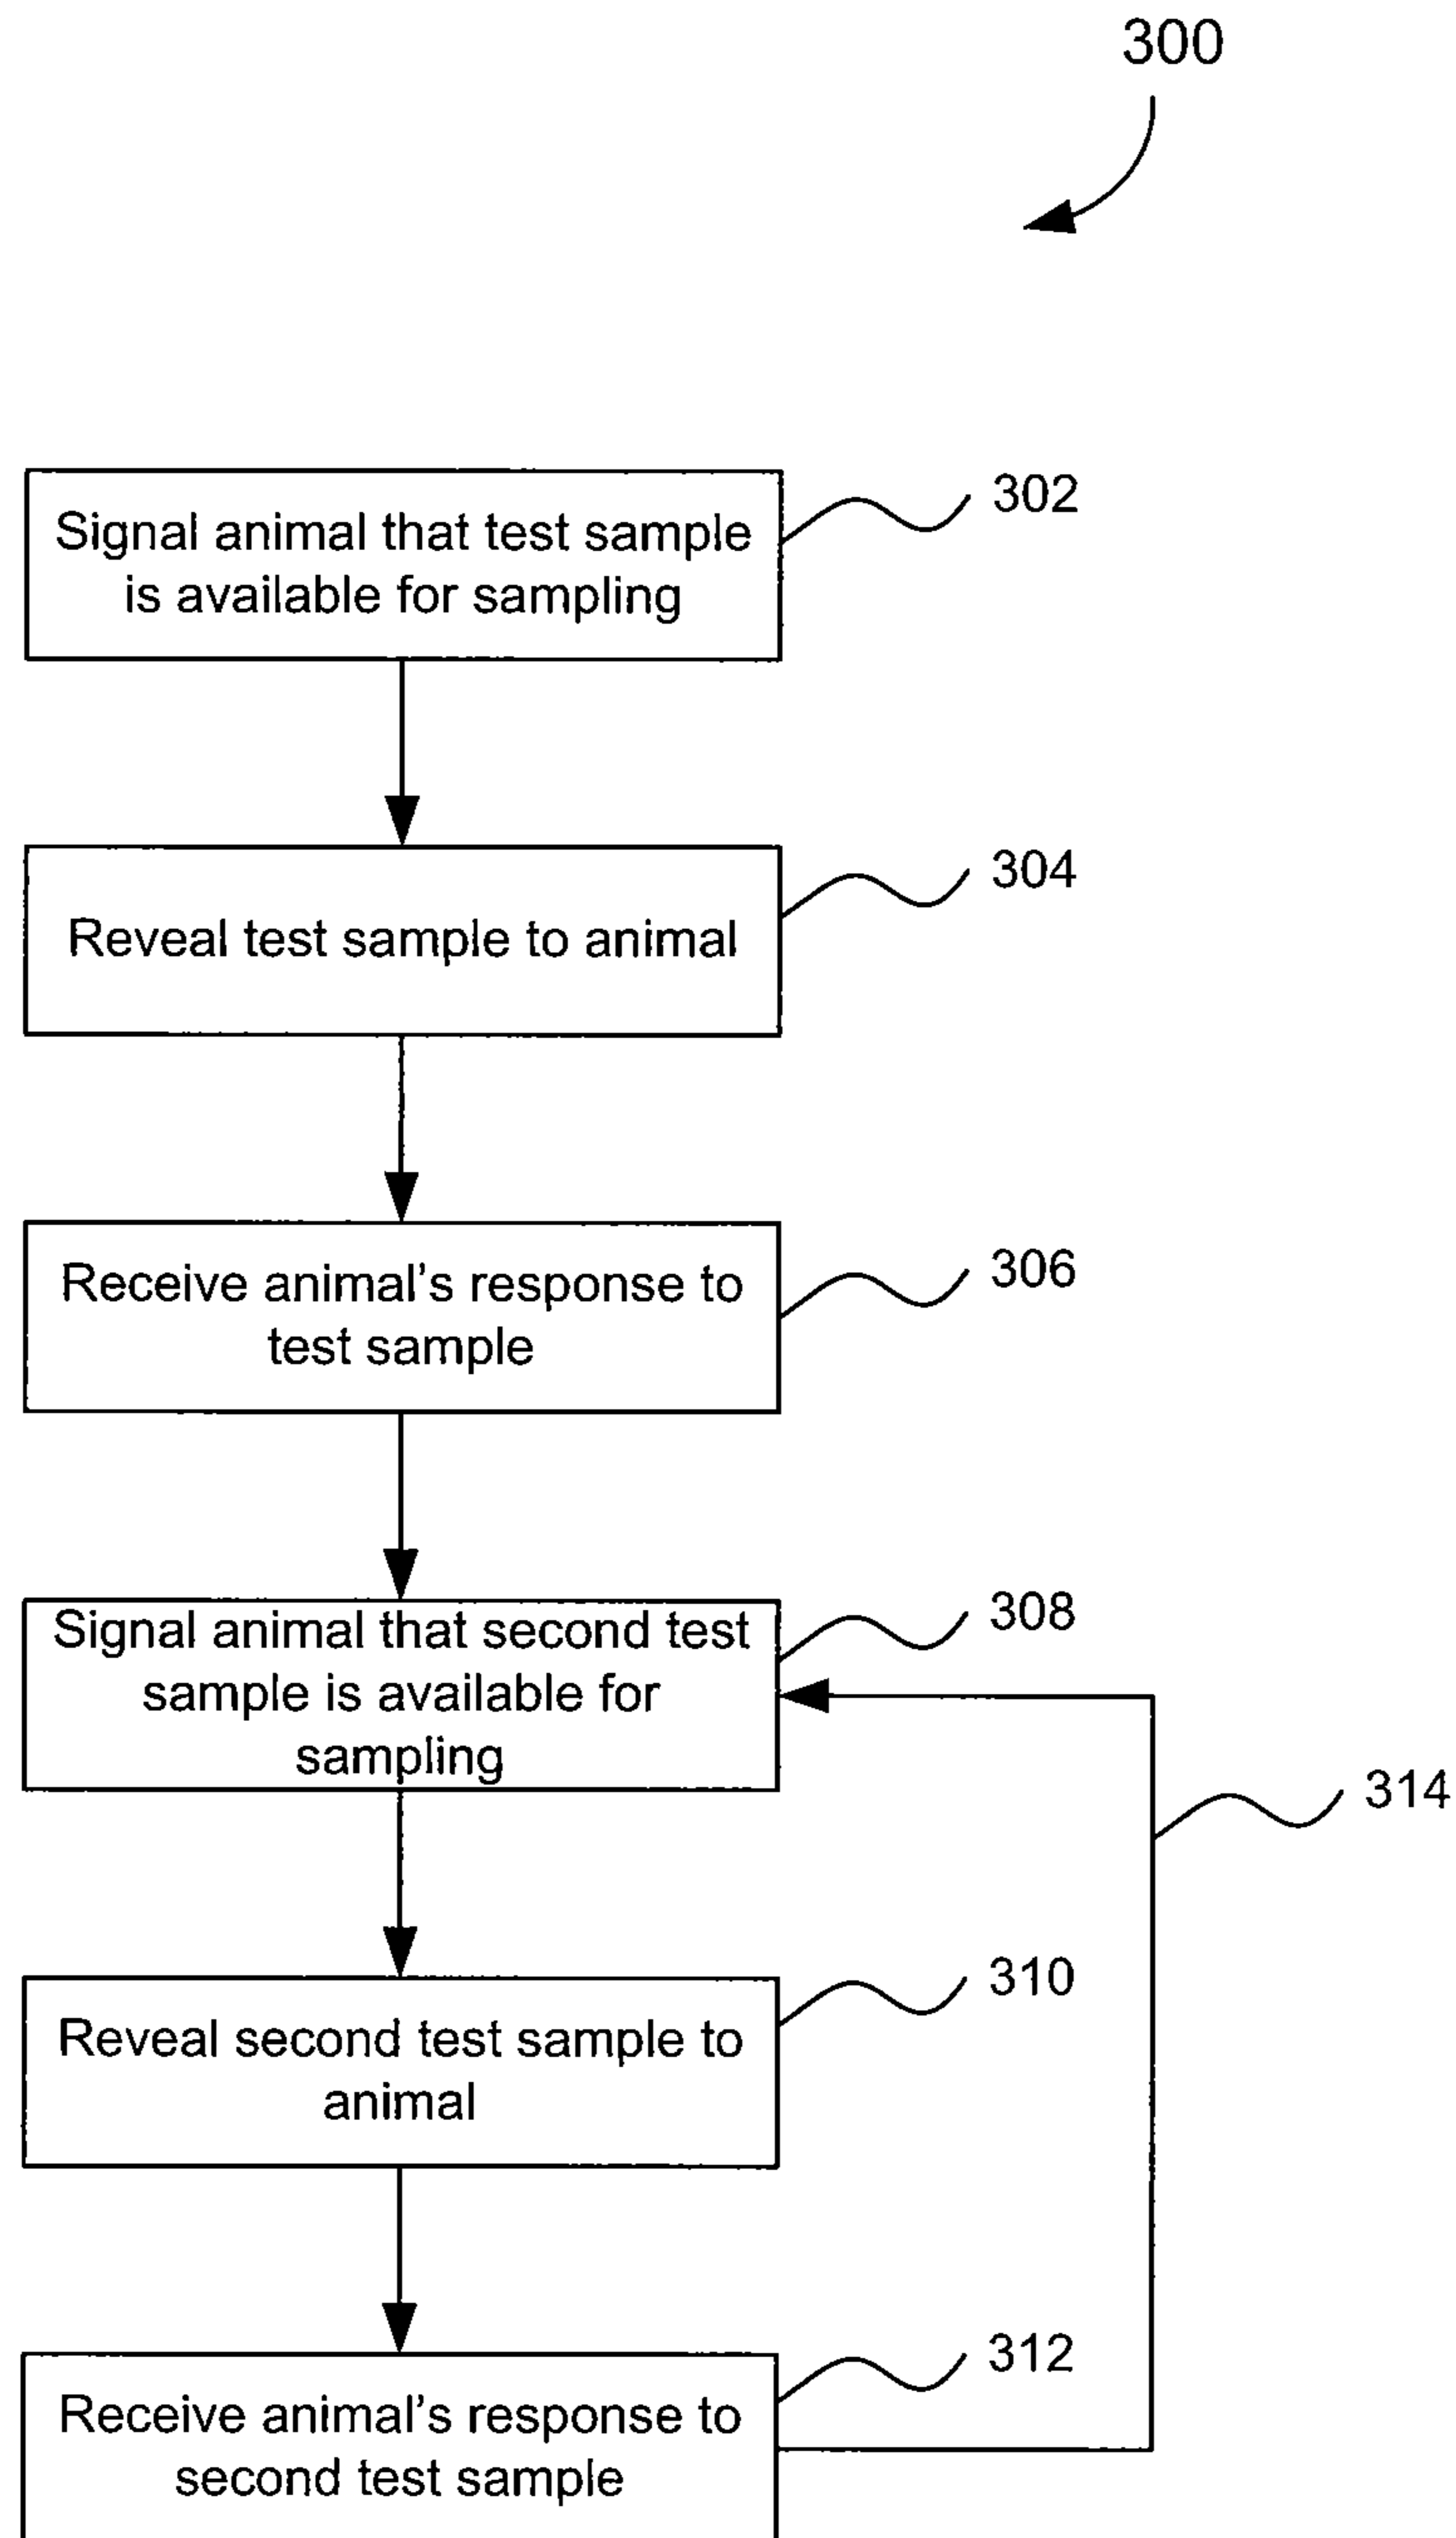 300
Signal animal that test sample
is available for sampling
302
Reveal test sample to animal
304
Receive animal's response to
test sample
306
Signal animal that second test
sample is available for
sampling
308
314
Reveal second test sample to
animal
310
Receive animal's response to
second test sample
312